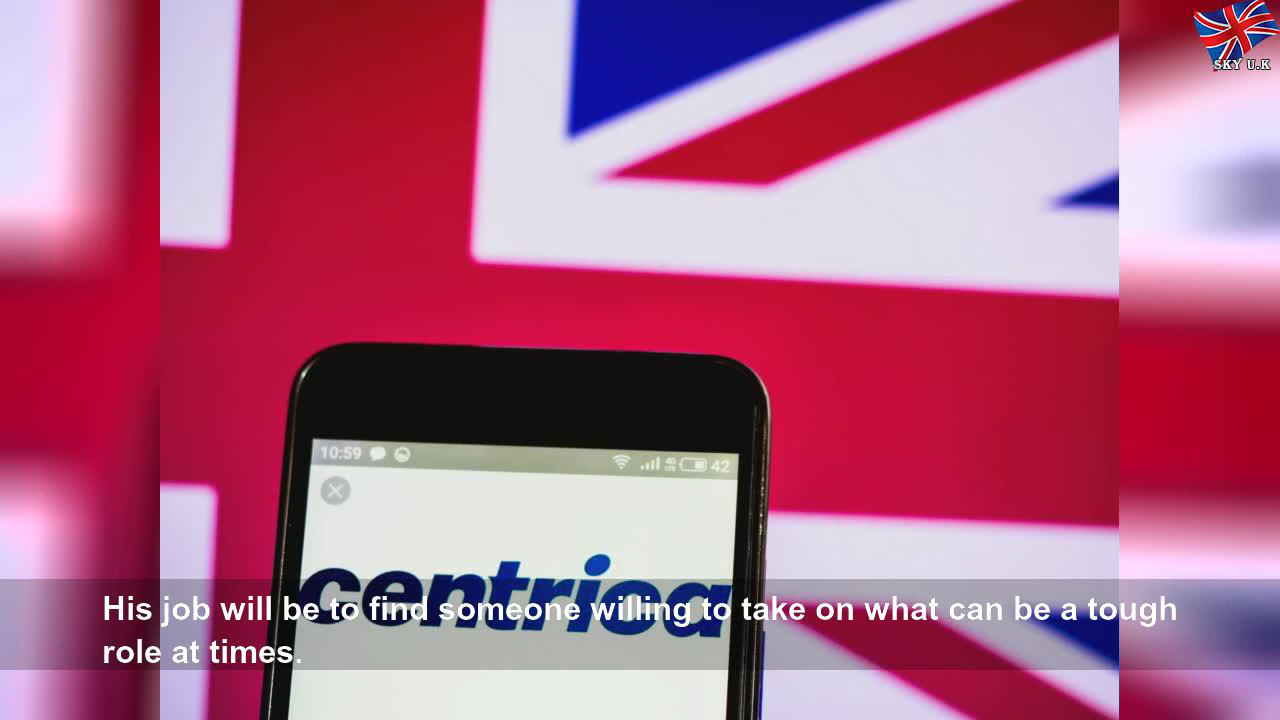 SKY U.K
10:59
4G
42
centrica
His job will be to find someone willing to take on what can be a tough
role at times.